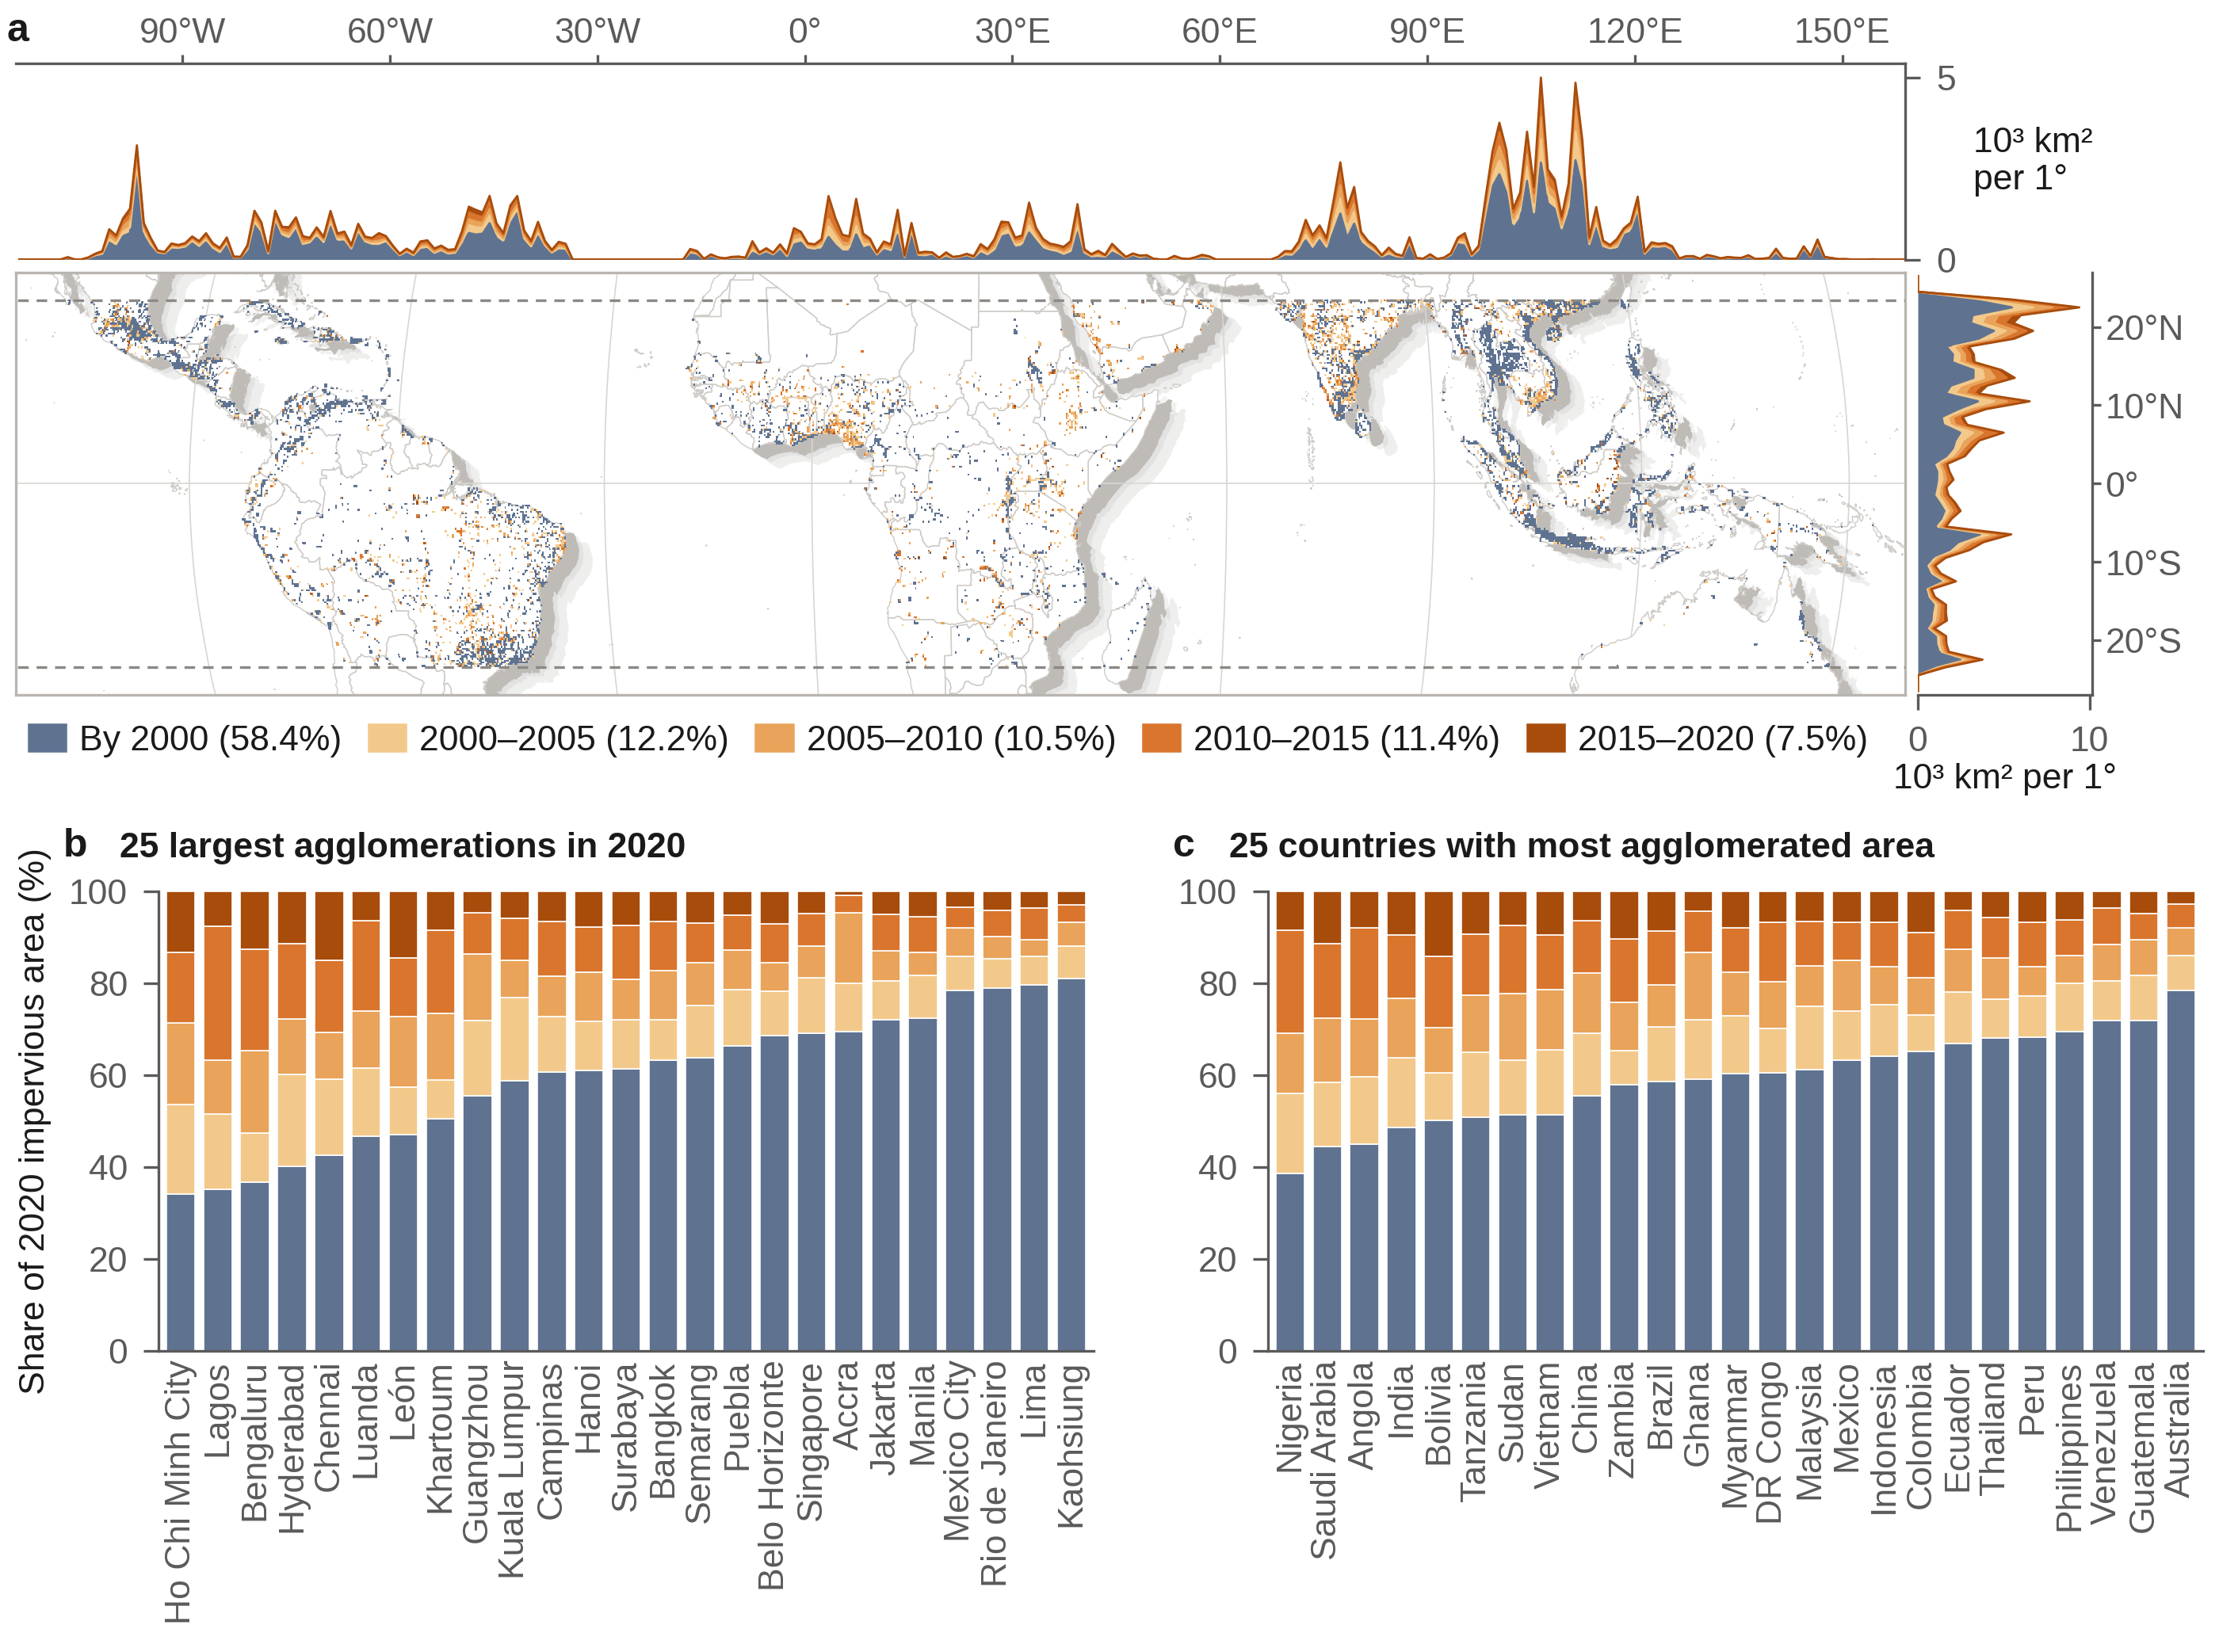 a
90°W 60°W 30°W 0° 30°E 60°E 90°E 120°E 150°E
5
10³ km²
per 1°
0
20°N
10°N
0°
10°S
20°S
By 2000 (58.4%) 2000–2005 (12.2%) 2005–2010 (10.5%) 2010–2015 (11.4%) 2015–2020 (7.5%)
0 10
10³ km² per 1°
b 25 largest agglomerations in 2020
Share of 2020 impervious area (%)
100
80
60
40
20
0
Ho Chi Minh City
Lagos
Bengaluru
Hyderabad
Chennai
Luanda
León
Khartoum
Guangzhou
Kuala Lumpur
Campinas
Hanoi
Surabaya
Bangkok
Semarang
Puebla
Belo Horizonte
Singapore
Accra
Jakarta
Manila
Mexico City
Rio de Janeiro
Lima
Kaohsiung
c 25 countries with most agglomerated area
100
80
60
40
20
0
Nigeria
Saudi Arabia
Angola
India
Bolivia
Tanzania
Sudan
Vietnam
China
Zambia
Brazil
Ghana
Myanmar
DR Congo
Malaysia
Mexico
Indonesia
Colombia
Ecuador
Thailand
Peru
Philippines
Venezuela
Guatemala
Australia